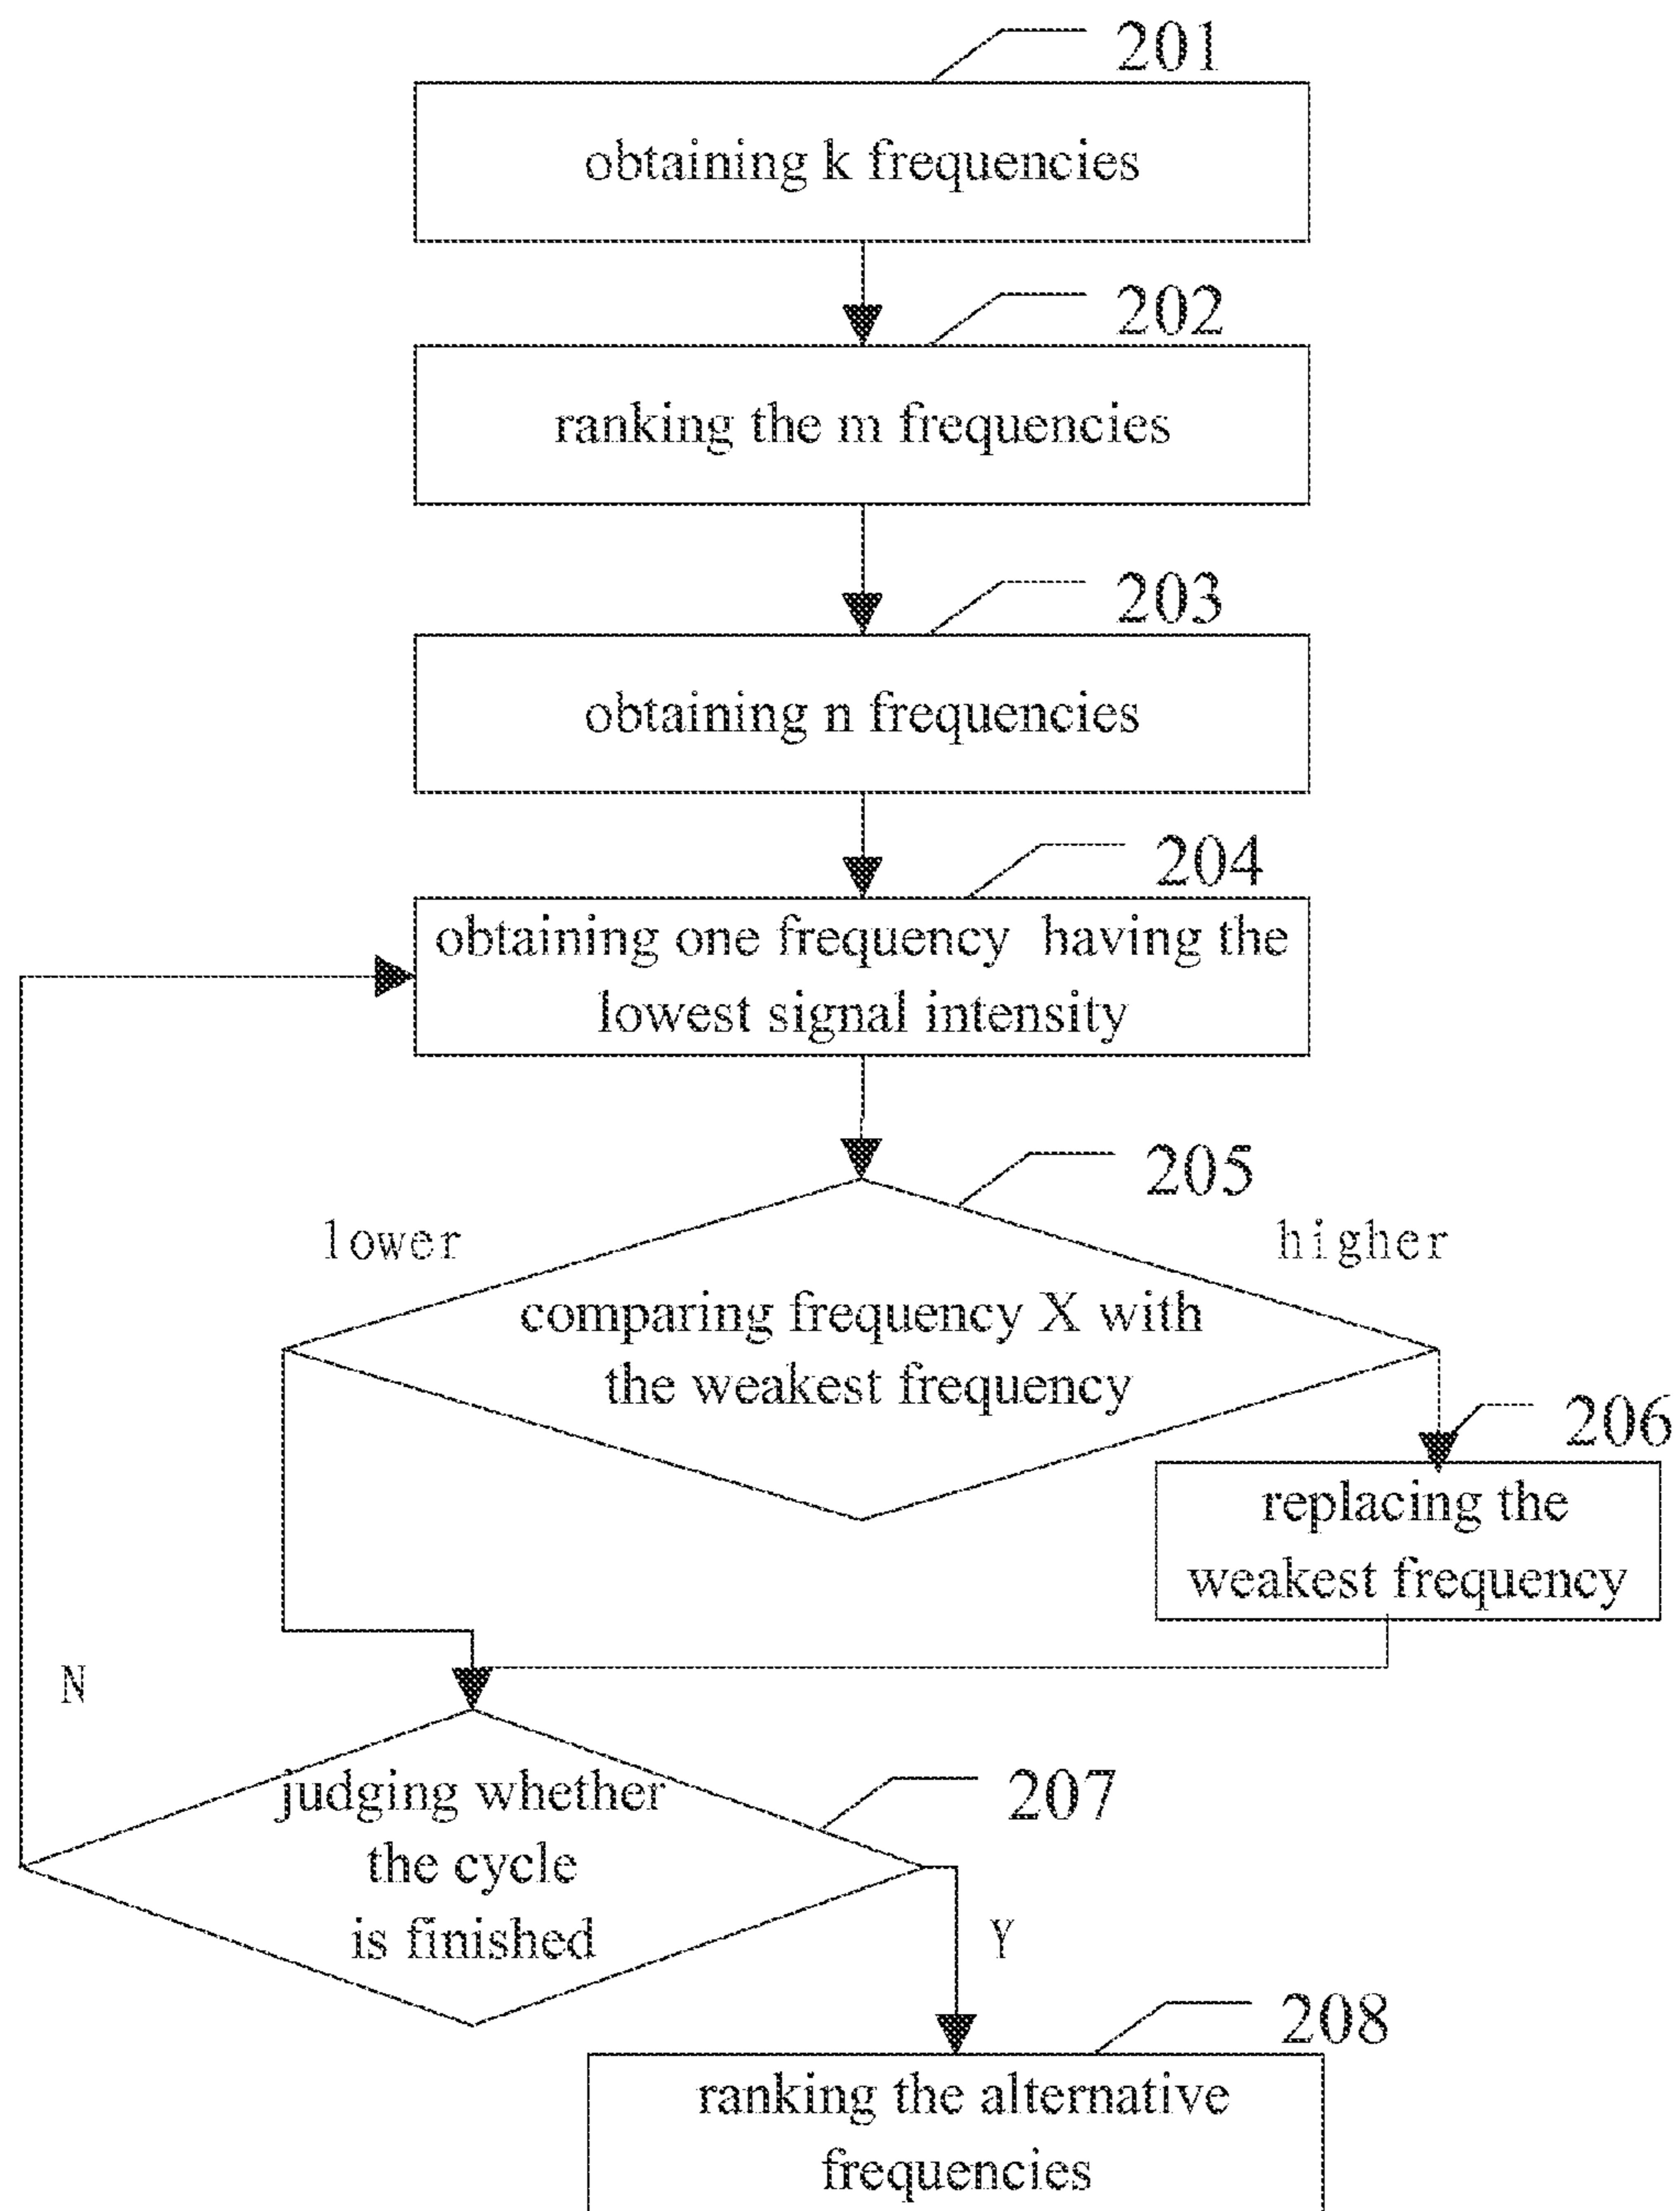 201
obtaining k frequencies
202
ranking the m frequencies
203
obtaining n frequencies
204
obtaining one frequency having the
lowest signal intensity
205
lower
higher
comparing frequency X with
the weakest frequency
206
replacing the
weakest frequency
N
judging whether
the cycle
is finished
207
Y
208
ranking the alternative
frequencies